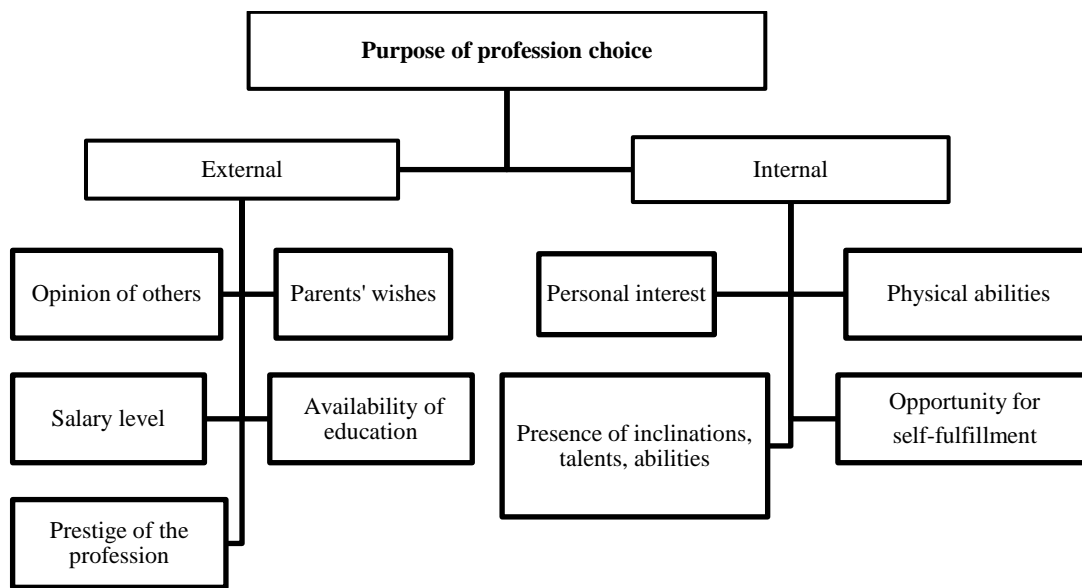 Purpose of profession choice
External
Internal
Opinion of others
Parents' wishes
Personal interest
Physical abilities
Salary level
Availability of
education
Presence of inclinations,
talents, abilities
Opportunity for
self-fulfillment
Prestige of the
profession